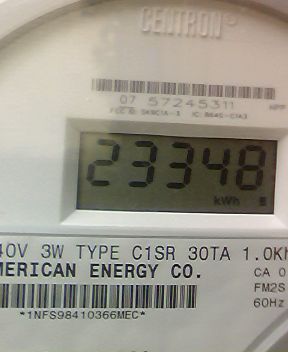 CENTRON®
07 57245311
23348
kWh E
40V 3W TYPE C1SR 30TA 1.0Kh
MERICAN ENERGY CO.
CA 0
FM2S
60Hz
*1NFS98410366MEC*